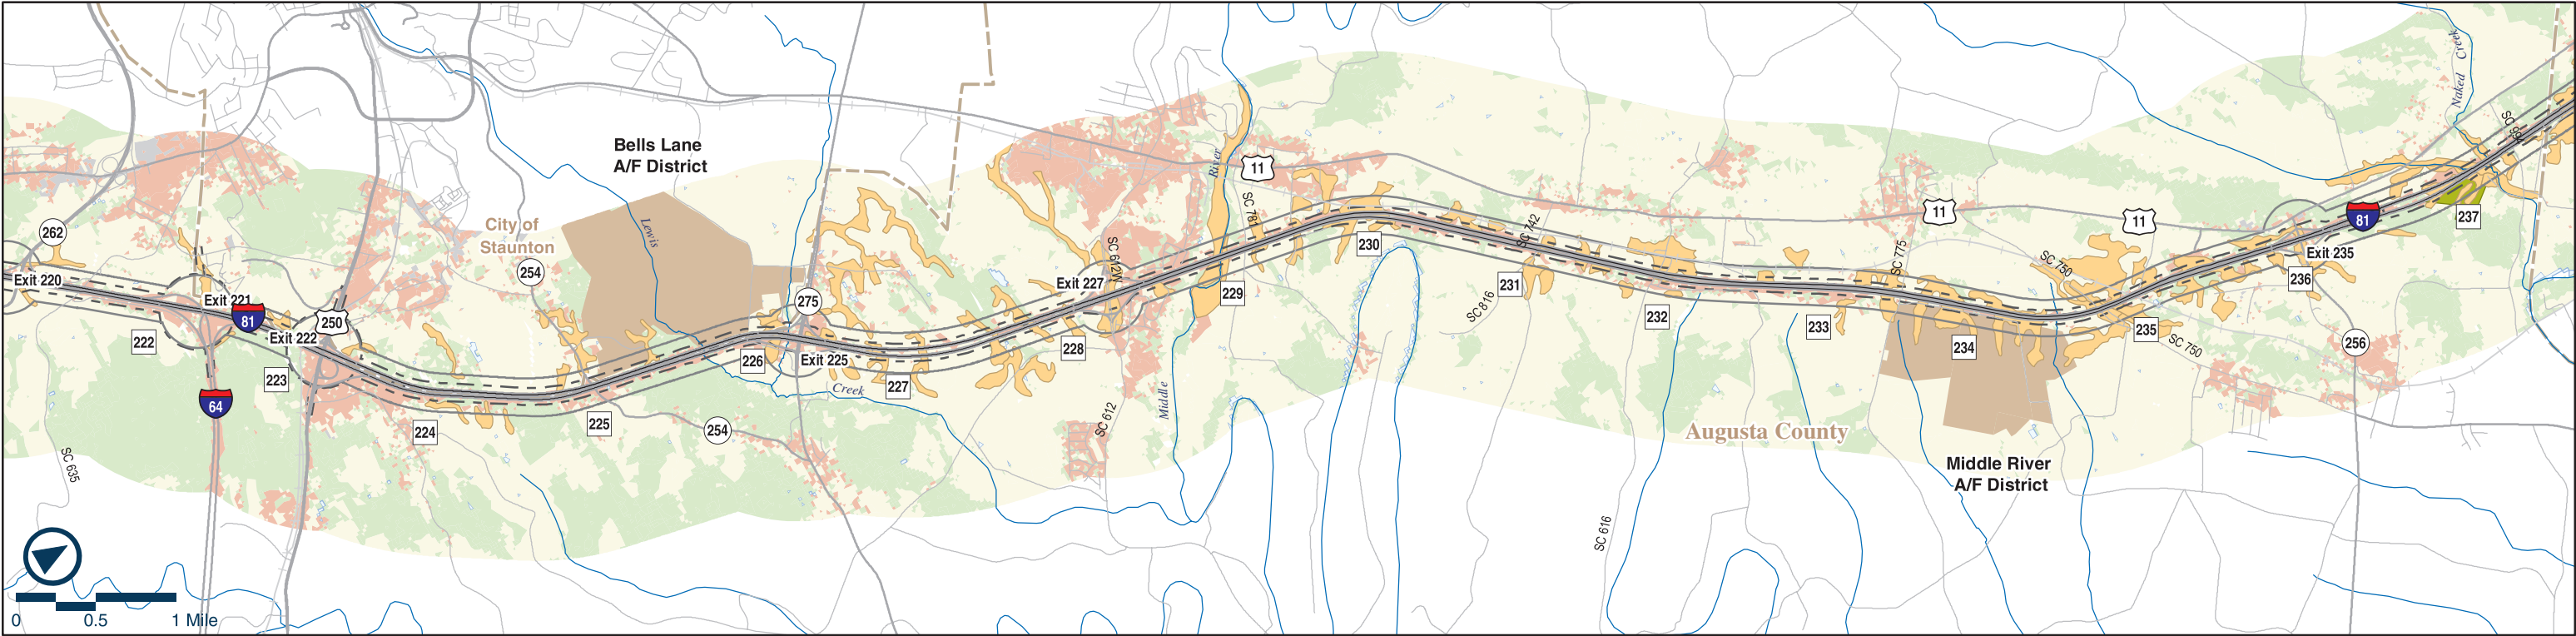 Naked Creek
SC 99
Bells Lane
A/F District
River
11
SC 781
11
11
81
237
262
City of
Staunton
Lewis
254
SC 742
SC 775
SC 750
230
Exit 235
236
Exit 220
Exit 221
81
250
Exit 222
222
275
SC 612W
Exit 227
229
231
SC 816
232
233
234
235
SC 750
256
223
64
226
Exit 225
227
Creek
228
Middle
224
225
254
SC 612
Augusta County
SC 635
Middle River
A/F District
SC 616
0 0.5 1 Mile